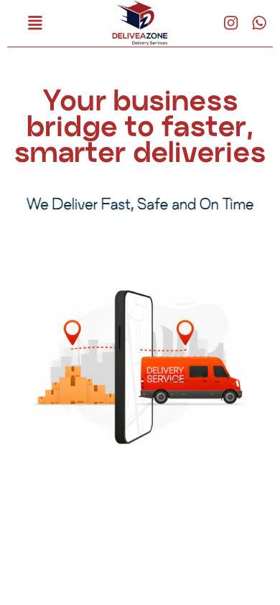 DELIVEAZONE
Delivery Services
Your business
bridge to faster,
smarter deliveries
We Deliver Fast, Safe and On Time
DELIVERY
SERVICE